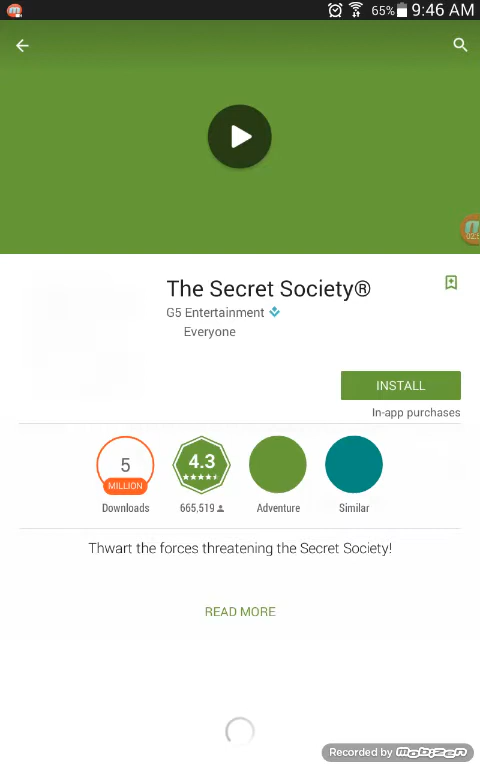 65% 9:46 AM
The Secret Society®
G5 Entertainment
Everyone
INSTALL
In-app purchases
5
MILLION
4.3
Downloads
665,519
Adventure
Similar
Thwart the forces threatening the Secret Society!
READ MORE
Recorded by mobizen